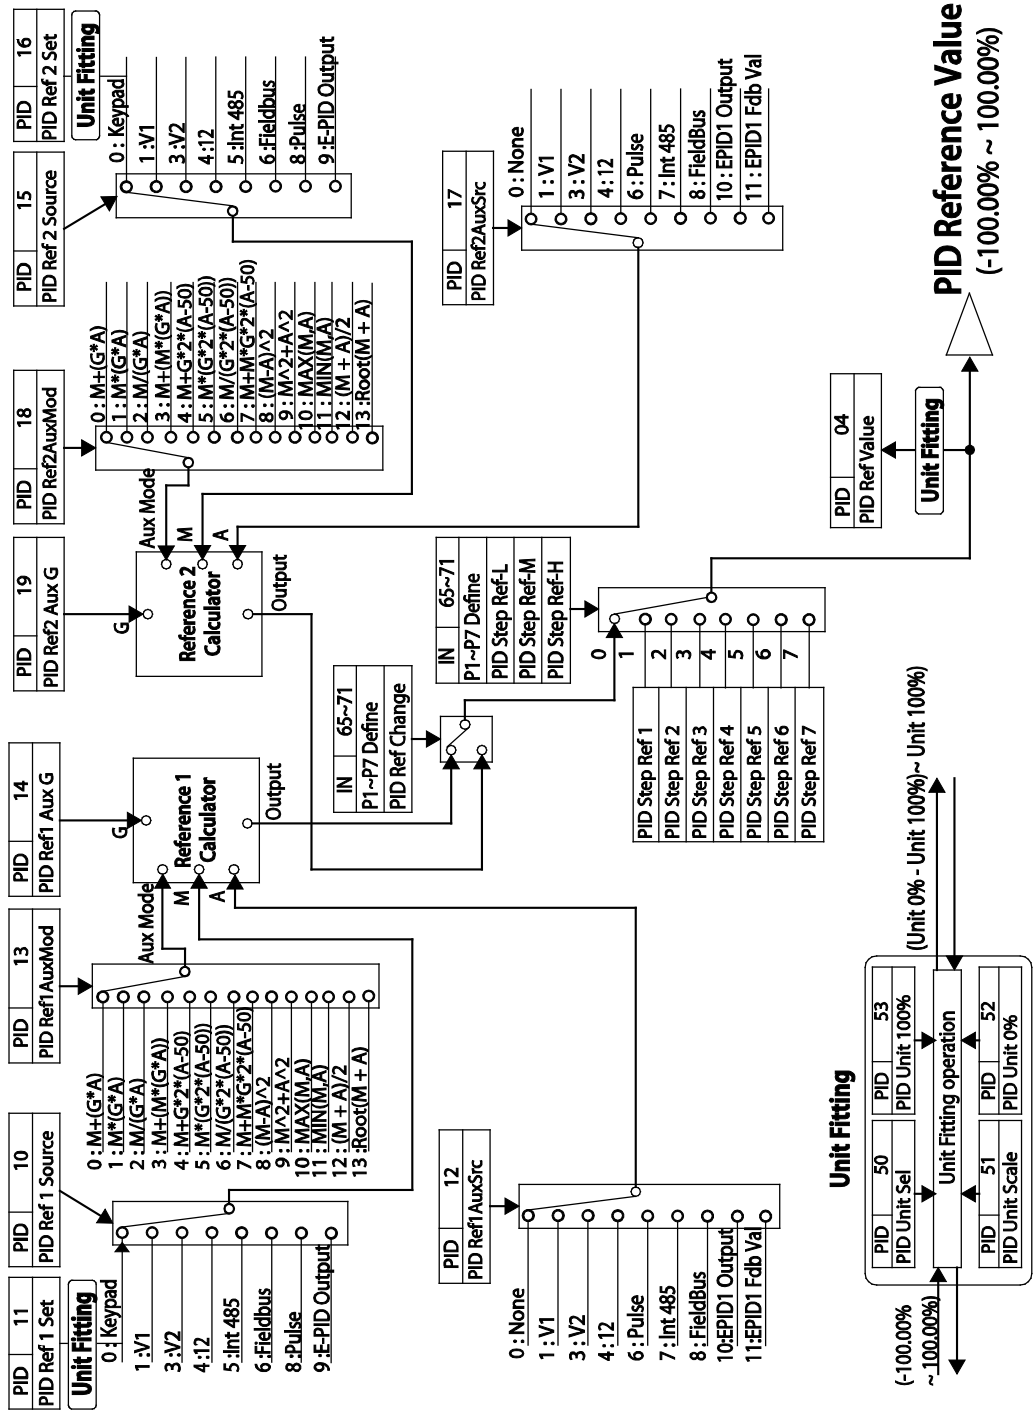 PID 11
PID Ref 1 Set
Unit Fitting
PID 10
PID Ref 1 Source
0 : Keypad
1 :V1
3 :V2
4 :12
5 :Int 485
6 :Fieldbus
8 :Pulse
9 :E-PID Output
PID 13
PID Ref1AuxMod
0 : M+(G*A)
1 : M*(G*A)
2 : M/(G*A)
3 : M+(M*(G*A))
4 : M+G*2*(A-50)
5 : M*(G*2*(A-50))
6 : M/(G*2*(A-50))
7 : M+M*G*2*(A-50)
8 : (M-A)^2
9 : M^2+A^2
10 : MAX(M,A)
11 : MIN(M,A)
12 : (M + A)/2
13 :Root(M + A)
PID 14
PID Ref1 Aux G
Aux Mode
M
A
G
Reference 1
Calculator
Output
PID 12
PID Ref1AuxSrc
0 : None
1 : V1
3 : V2
4 : 12
6 : Pulse
7 : Int 485
8 : FieldBus
10:EPID1 Output
11:EPID1 Fdb Val
PID 19
PID Ref2 Aux G
G
Reference 2
Calculator
Output
Aux Mode
M
A
PID 18
PID Ref2AuxMod
0 : M+(G*A)
1 : M*(G*A)
2 : M/(G*A)
3 : M+(M*(G*A))
4 : M+G*2*(A-50)
5 : M*(G*2*(A-50))
6 : M/(G*2*(A-50))
7 : M+M*G*2*(A-50)
8 : (M-A)^2
9 : M^2+A^2
10 : MAX(M,A)
11 : MIN(M,A)
12 : (M + A)/2
13 :Root(M + A)
PID 15
PID Ref 2 Source
PID 16
PID Ref 2 Set
Unit Fitting
0 : Keypad
1 :V1
3 :V2
4 :12
5 :Int 485
6 :Fieldbus
8 :Pulse
9 :E-PID Output
PID 17
PID Ref2AuxSrc
0 : None
1 : V1
3 : V2
4 : 12
6 : Pulse
7 : Int 485
8 : FieldBus
10 : EPID1 Output
11 : EPID1 Fdb Val
IN 65~71
P1~P7 Define
PID Ref Change
IN 65~71
P1~P7 Define
PID Step Ref-L
PID Step Ref-M
PID Step Ref-H
0
1
2
3
4
5
6
7
PID Step Ref 1
PID Step Ref 2
PID Step Ref 3
PID Step Ref 4
PID Step Ref 5
PID Step Ref 6
PID Step Ref 7
PID 04
PID Ref Value
Unit Fitting
PID Reference Value
(-100.00% ~ 100.00%)
Unit Fitting
PID 50
PID Unit Sel
PID 53
PID Unit 100%
Unit Fitting operation
PID 51
PID Unit Scale
PID 52
PID Unit 0%
(-100.00%
~ 100.00%)
(Unit 0% - Unit 100%)~ Unit 100%)